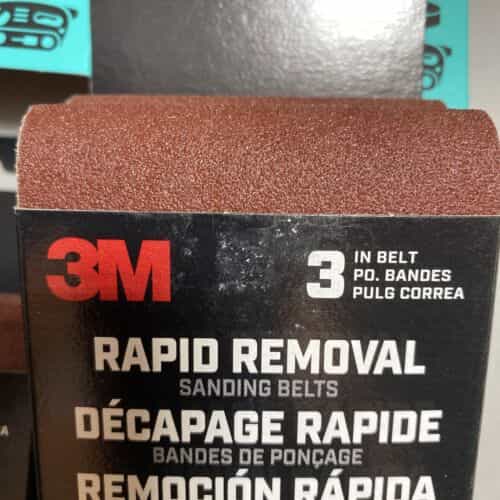 3M
3
IN BELT
PO. BANDES
PULG CORREA
RAPID REMOVAL
SANDING BELTS
DÉCAPAGE RAPIDE
BANDES DE PONÇAGE
REMOCIÓN RÁPIDA